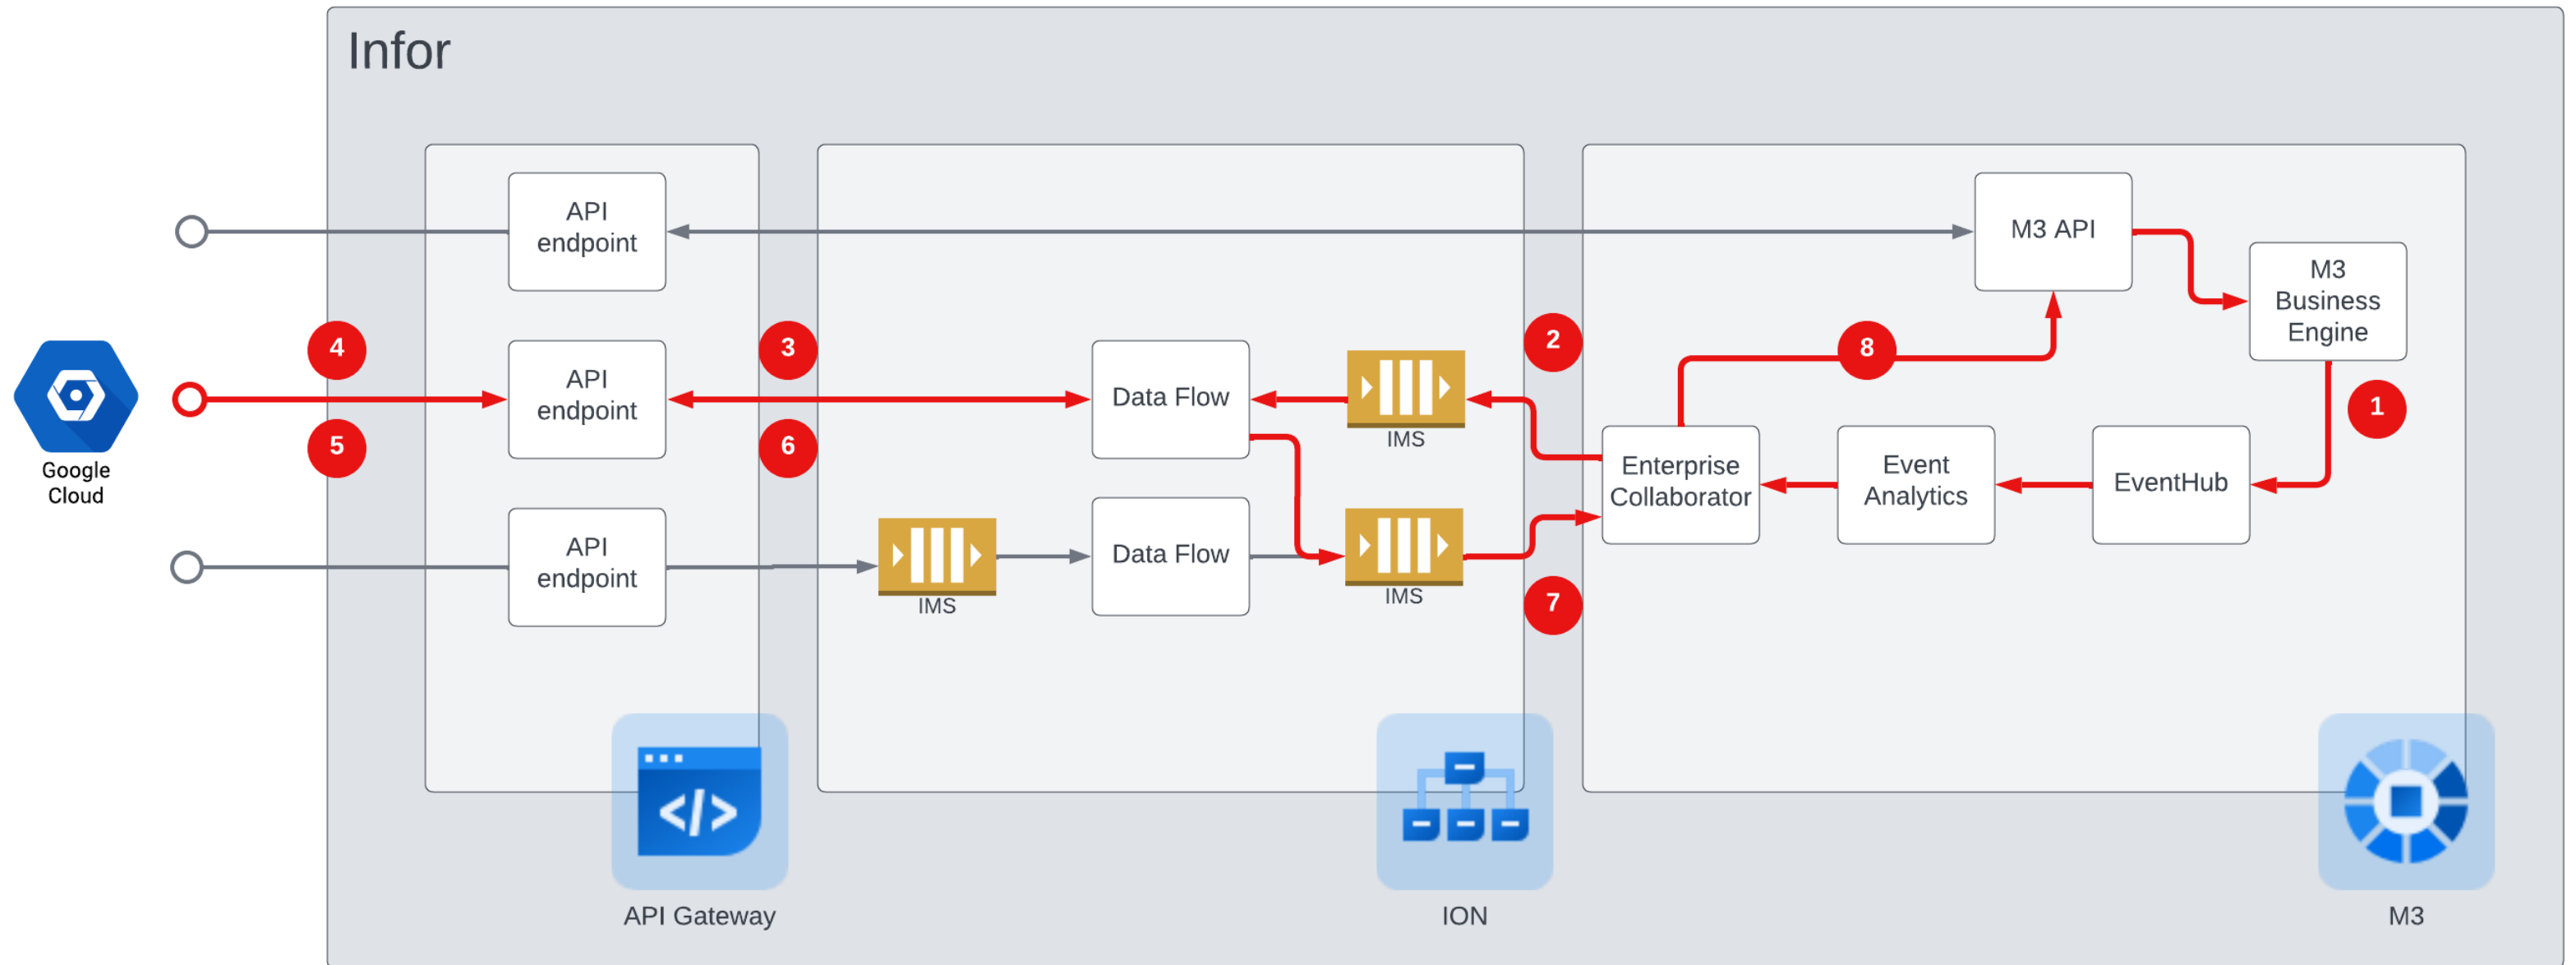 Infor
API
endpoint
M3 API
M3
Business
Engine
4
3
2
8
1
API
endpoint
Data Flow
IMS
5
6
Google
Cloud
Enterprise
Collaborator
Event
Analytics
EventHub
API
endpoint
IMS
Data Flow
IMS
7
</>
API Gateway
ION
M3